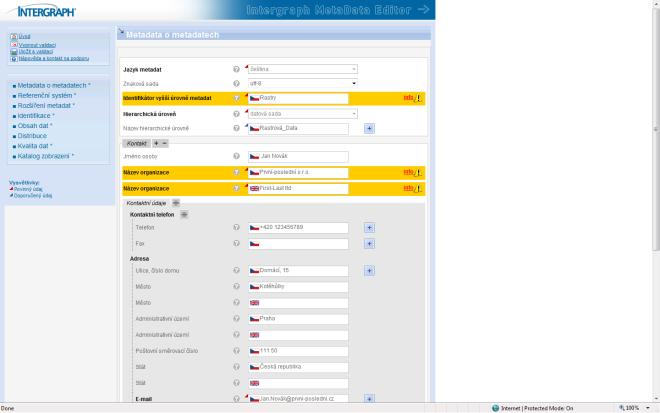 INTERGRAPH
Intergraph MetaData Editor
Úvod
Vypnout validaci
Uložit a validaci
Nápověda a kontakt na podporu
Metadata o metadatech *
Referenční systém *
Rozšíření metadat *
Identifikace *
Obsah dat *
Distribuce
Kvalita dat *
Katalog zobrazení *
Vysvětlivky:
Povinný údaj
Doporučený údaj
Metadata o metadatech
Jazyk metadat ? čeština
Znaková sada ? utf-8
Identifikátor vyšší úrovně metadat ? Rastry info / !
Hierarchická úroveň ? datová sada
Název hierarchické úrovně ? Rastrová_Data +
Kontakt + −
Jméno osoby ? Jan Novák
Název organizace ? První-poslední s.r.o. info / !
Název organizace ? First-Last ltd info / !
Kontaktní údaje +
Kontaktní telefon +
Telefon ? +420 123456789 +
Fax ? +
Adresa
Ulice, číslo domu ? Domácí, 15 +
Město ? Kotěhůlky
Město ?
Administrativní území ? Praha
Administrativní území ?
Poštovní směrovací číslo ? 111 50
Stát ? Česká republika
Stát ?
E-mail ? Jan.Novák@první-poslední.cz +
Done
Internet | Protected Mode: On
100%